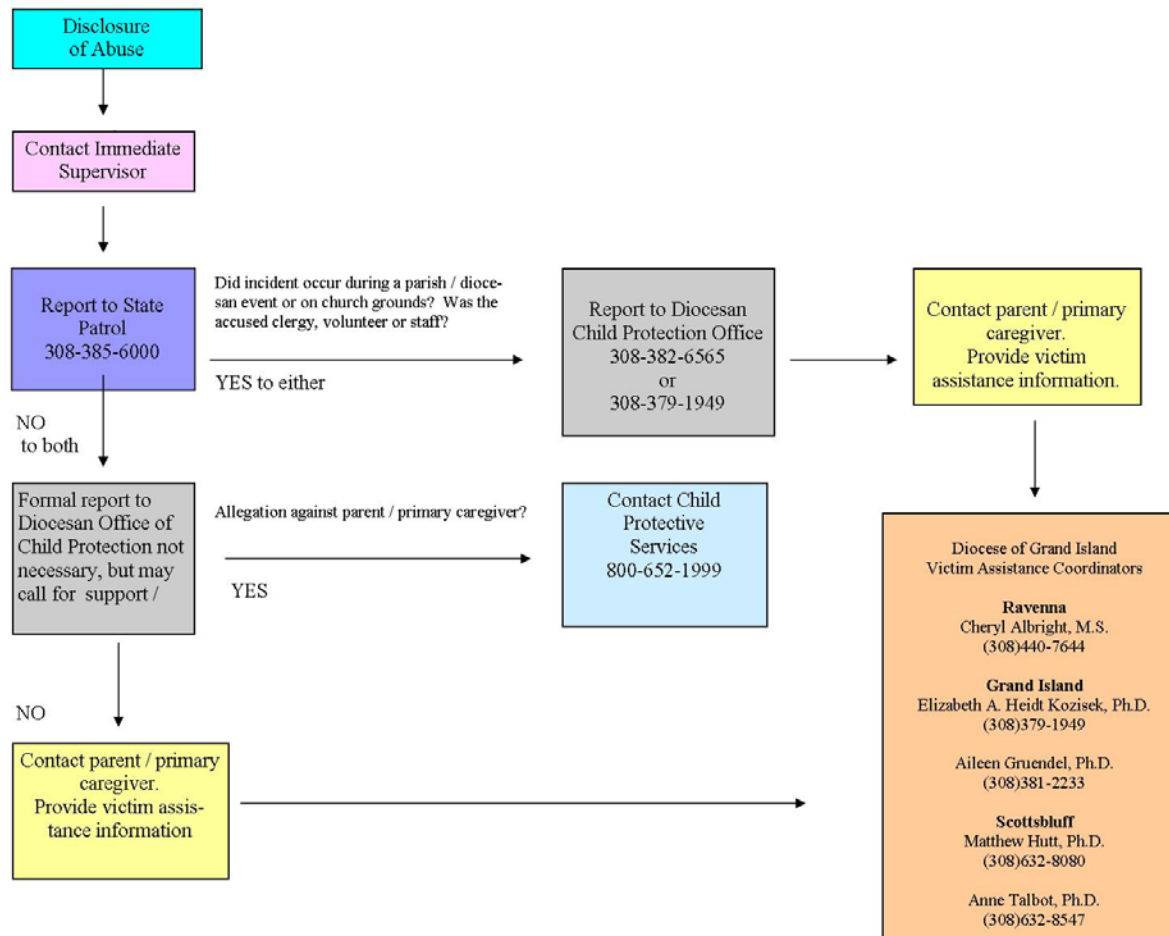 Disclosure
of Abuse
Contact Immediate
Supervisor
Report to State
Patrol
308-385-6000
Did incident occur during a parish / dioce-
san event or on church grounds?  Was the
accused clergy, volunteer or staff?
YES to either
Report to Diocesan
Child Protection Office
308-382-6565
or
308-379-1949
Contact parent / primary
caregiver.
Provide victim
assistance information.
NO
to both
Formal report to
Diocesan Office of
Child Protection not
necessary, but may
call for  support /
Allegation against parent / primary caregiver?
YES
Contact Child
Protective
Services
800-652-1999
NO
Contact parent / primary
caregiver.
Provide victim assis-
tance information
Diocese of Grand Island
Victim Assistance Coordinators
Ravenna
Cheryl Albright, M.S.
(308)440-7644
Grand Island
Elizabeth A. Heidt Kozisek, Ph.D.
(308)379-1949
Aileen Gruendel, Ph.D.
(308)381-2233
Scottsbluff
Matthew Hutt, Ph.D.
(308)632-8080
Anne Talbot, Ph.D.
(308)632-8547